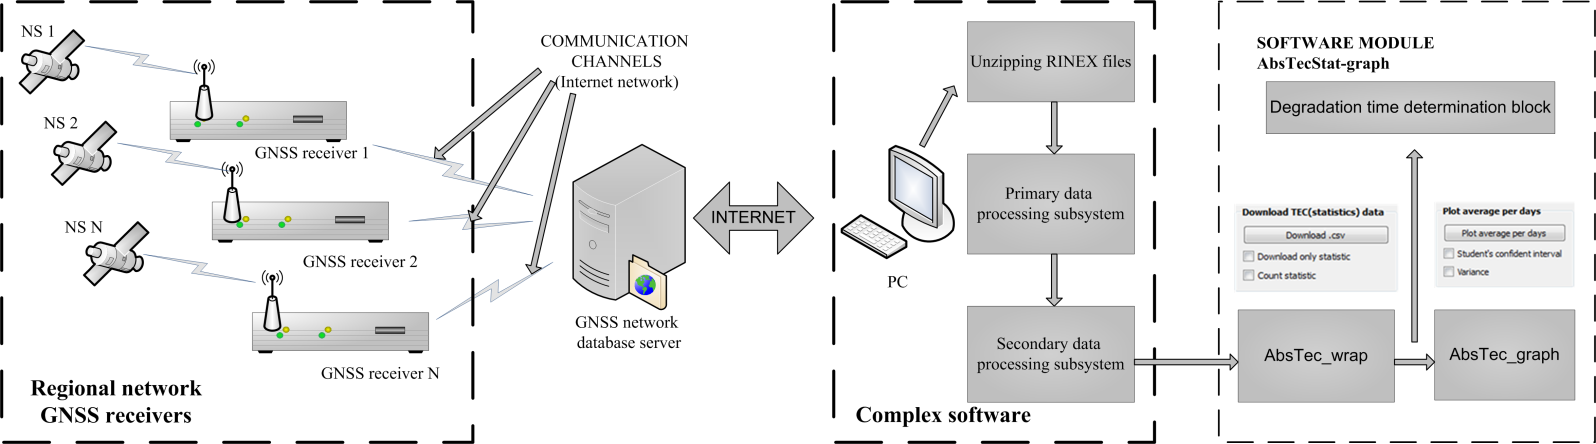 NS 1
NS 2
NS N
GNSS receiver 1
GNSS receiver 2
GNSS receiver N
Regional network
GNSS receivers
COMMUNICATION
CHANNELS
(Internet network)
GNSS network
database server
INTERNET
PC
Unzipping RINEX files
Primary data
processing subsystem
Secondary data
processing subsystem
Complex software
SOFTWARE MODULE
AbsTecStat-graph
Degradation time determination block
Download TEC(statistics) data
Download .csv
Download only statistic
Count statistic
Plot average per days
Plot average per days
Student's confident interval
Variance
AbsTec_wrap
AbsTec_graph